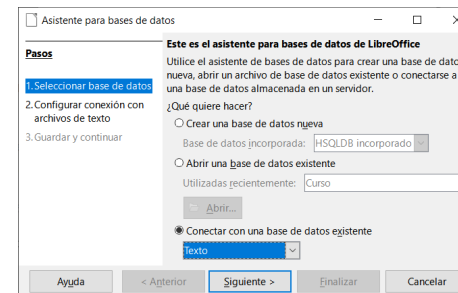 Asistente para bases de datos
Pasos
1. Seleccionar base de datos
2. Configurar conexión con
archivos de texto
3. Guardar y continuar
Este es el asistente para bases de datos de LibreOffice
Utilice el asistente de bases de datos para crear una base de dato
nueva, abrir un archivo de base de datos existente o conectarse a
una base de datos almacenada en un servidor.
¿Qué quiere hacer?
Crear una base de datos nueva
Base de datos incorporada: HSQLDB incorporado
Abrir una base de datos existente
Utilizadas recientemente: Curso
Abrir...
Conectar con una base de datos existente
Texto
Ayuda < Anterior Siguiente > Finalizar Cancelar